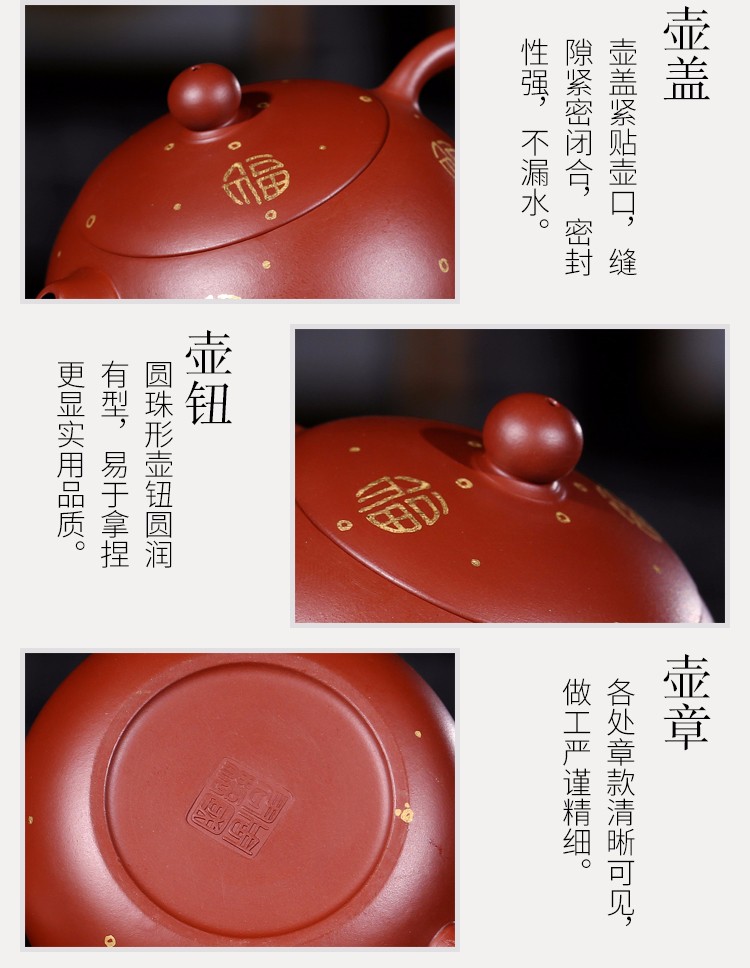 壶盖
壶盖紧贴壶口，缝
隙紧密闭合，密封
性强，不漏水。
福
壶钮
圆珠形壶钮圆润
有型，易于拿捏
更显实用品质。
福
壶章
各处章款清晰可见，
做工严谨精细。